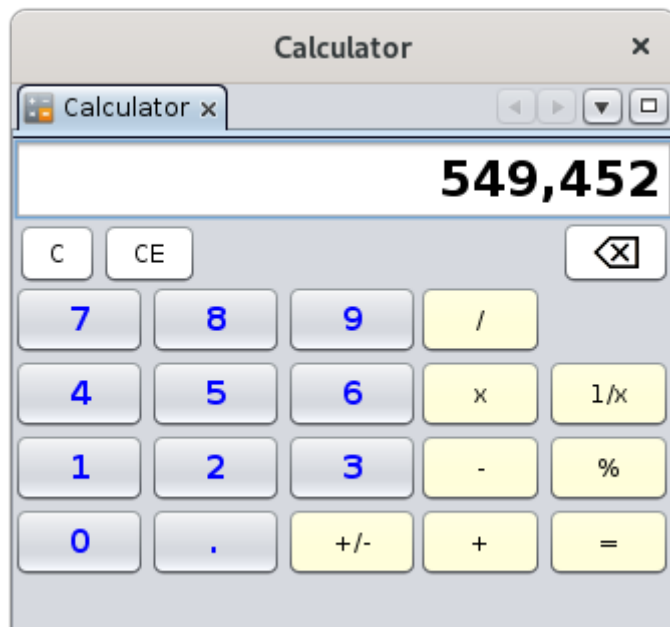 Calculator
Calculator
549,452
C CE
7 8 9 /
4 5 6 x 1/x
1 2 3 - %
0 . +/- + =